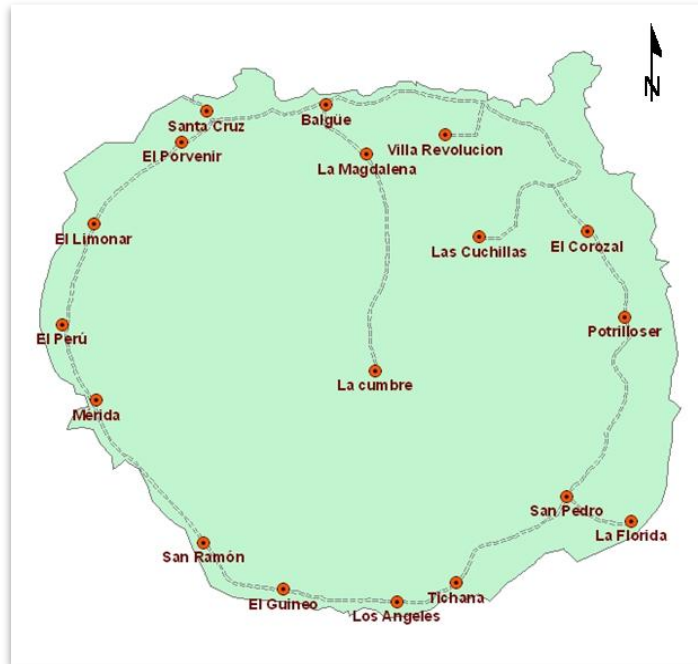 N
Balgüe
Santa Cruz
El Porvenir
Villa Revolucion
La Magdalena
El Limonar
Las Cuchillas
El Corozal
El Perú
Potrilloser
La cumbre
Merida
San Pedro
La Florida
San Ramón
El Guineo
Tichana
Los Angeles